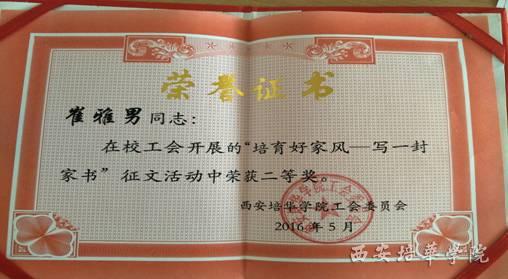 荣誉证书
崔雅男同志：
在校工会开展的“培育好家风—写一封
家书”征文活动中荣获二等奖。
西安培华学院工会委员会
2016年5月
西安培華学院